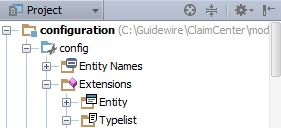 Project
configuration (C:\Guidewire\ClaimCenter\mod
config
Entity Names
Extensions
Entity
Typelist